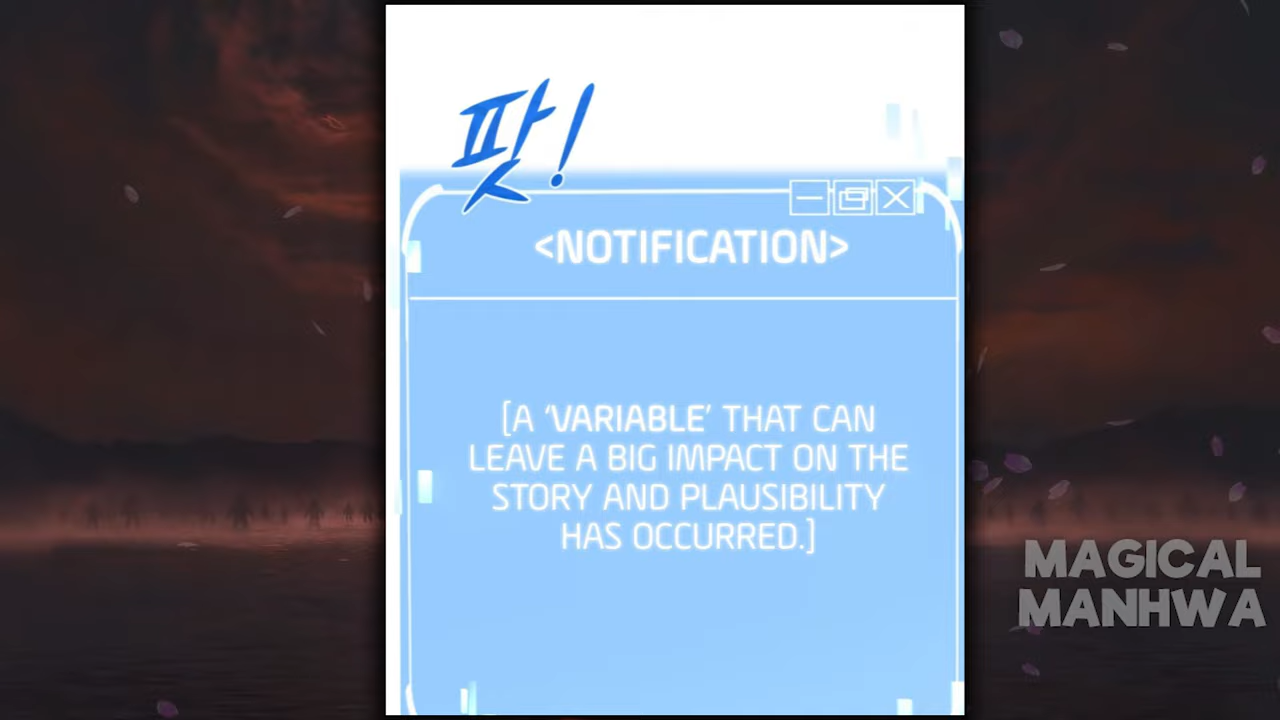 팟!
<NOTIFICATION>
[A ‘VARIABLE’ THAT CAN
LEAVE A BIG IMPACT ON THE
STORY AND PLAUSIBILITY
HAS OCCURRED.]
MAGICAL
MANHWA